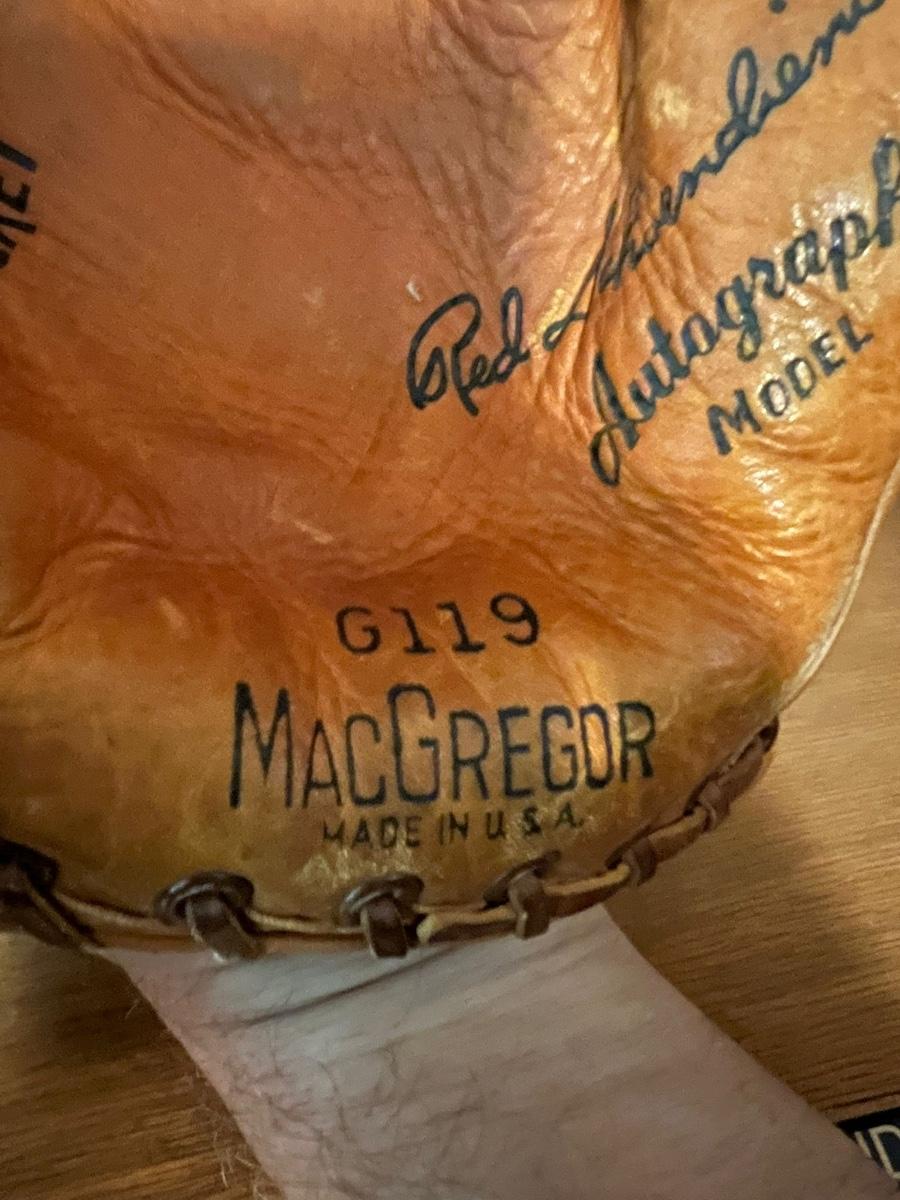 Red Schoendienst
Autograph
MODEL
G119
MACGREGOR
MADE IN U.S.A.